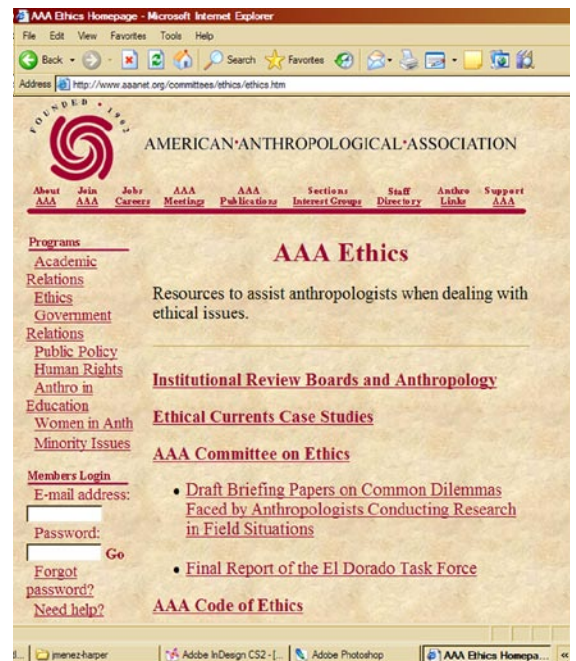 AAA Ethics Homepage - Microsoft Internet Explorer
File Edit View Favorites Tools Help
Back Search Favorites
Address http://www.aaanet.org/committees/ethics/ethics.htm
FOUNDED • 1902
AMERICAN•ANTHROPOLOGICAL•ASSOCIATION
About AAA Join AAA Jobs Careers AAA Meetings AAA Publications Sections Interest Groups Staff Directory Anthro Links Support AAA
Programs
Academic
Relations
Ethics
Government
Relations
Public Policy
Human Rights
Anthro in
Education
Women in Anth
Minority Issues
Members Login
E-mail address:
Password:
Go
Forgot
password?
Need help?
AAA Ethics
Resources to assist anthropologists when dealing with
ethical issues.
Institutional Review Boards and Anthropology
Ethical Currents Case Studies
AAA Committee on Ethics
• Draft Briefing Papers on Common Dilemmas
Faced by Anthropologists Conducting Research
in Field Situations
• Final Report of the El Dorado Task Force
AAA Code of Ethics
jmenez-harper Adobe InDesign CS2 - [... Adobe Photoshop AAA Ethics Homepa... «